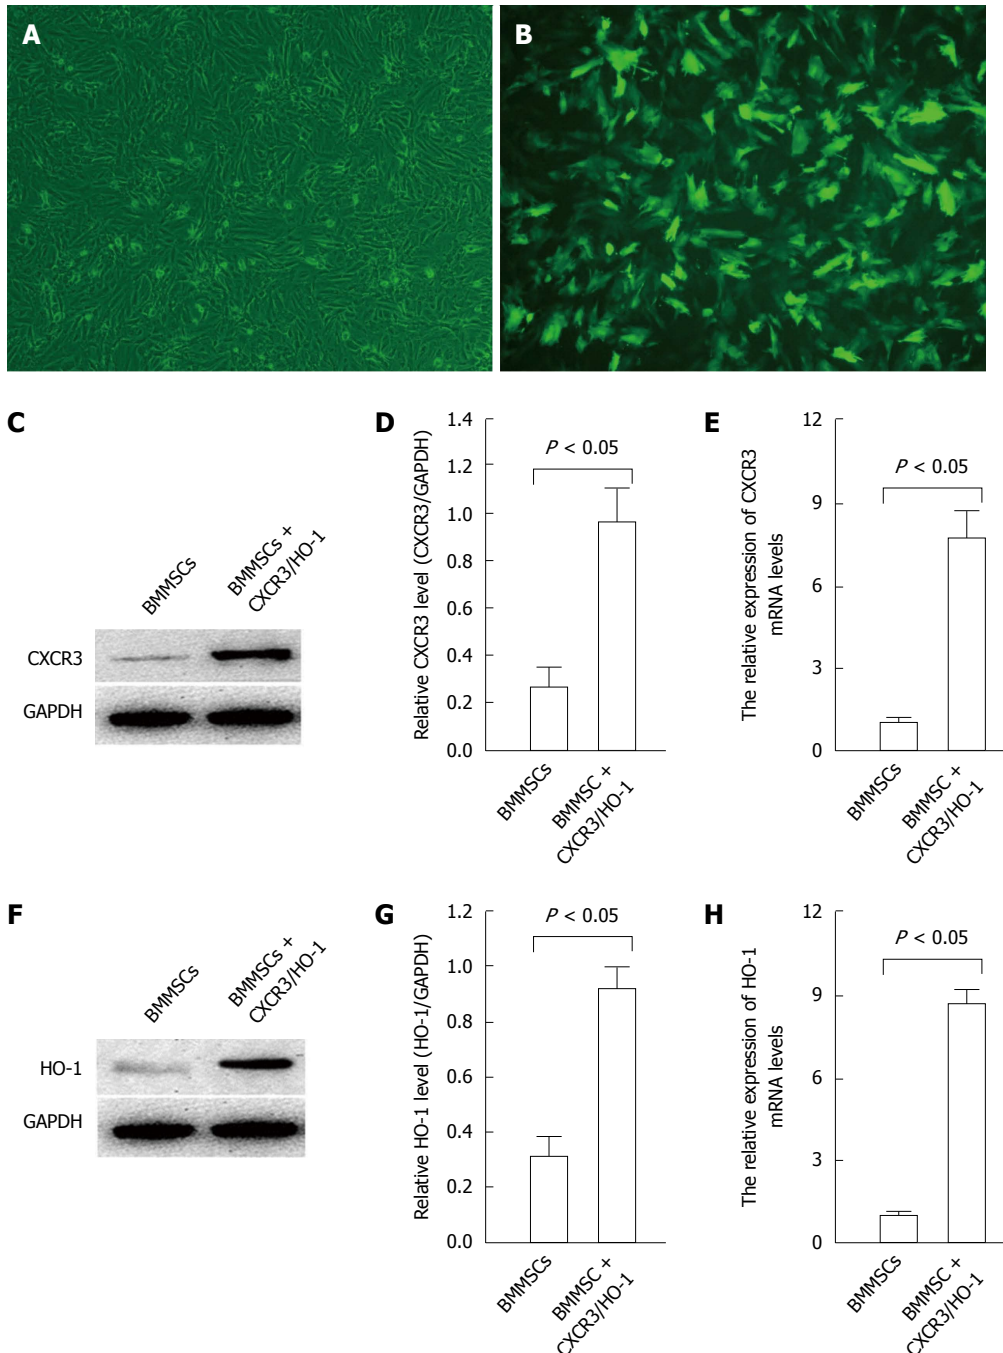 A
B
C
BMMSCs
BMMSCs +
CXCR3/HO-1
CXCR3
GAPDH
D
Relative CXCR3 level (CXCR3/GAPDH)
1.4
1.2
1.0
0.8
0.6
0.4
0.2
0.0
P < 0.05
BMMSCs
BMMSC +
CXCR3/HO-1
E
The relative expression of CXCR3
mRNA levels
12
9
6
3
0
P < 0.05
BMMSCs
BMMSC +
CXCR3/HO-1
F
BMMSCs
BMMSCs +
CXCR3/HO-1
HO-1
GAPDH
G
Relative HO-1 level (HO-1/GAPDH)
1.2
1.0
0.8
0.6
0.4
0.2
0.0
P < 0.05
BMMSCs
BMMSC +
CXCR3/HO-1
H
The relative expression of HO-1
mRNA levels
12
9
6
3
0
P < 0.05
BMMSCs
BMMSC +
CXCR3/HO-1